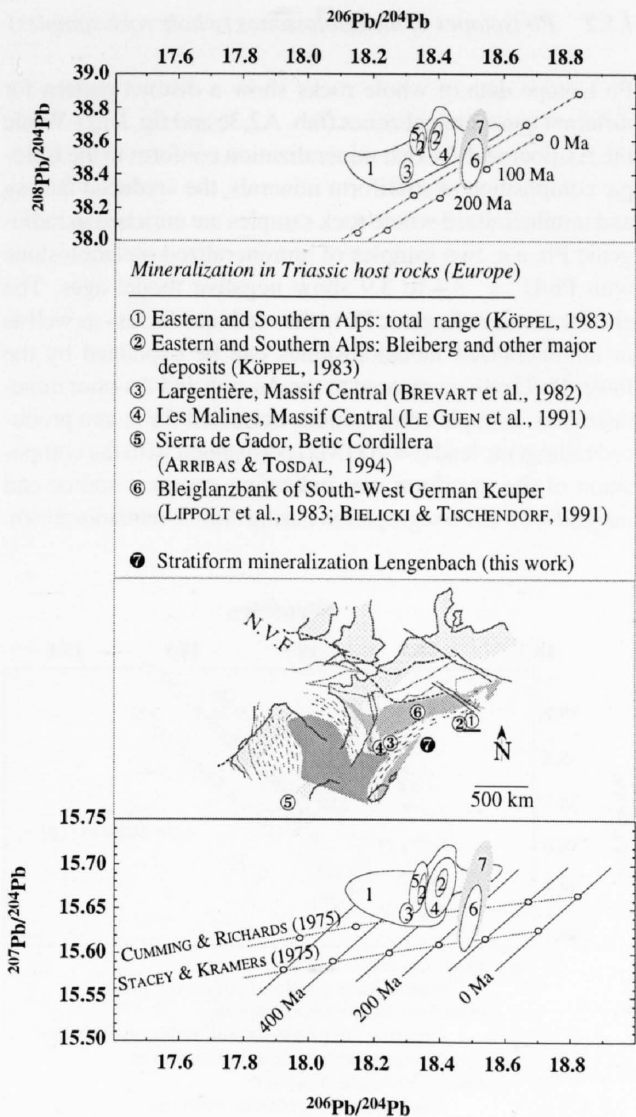 206Pb/204Pb
17.6 17.8 18.0 18.2 18.4 18.6 18.8
208Pb/204Pb
39.0
38.8
38.6
38.4
38.2
38.0
1 5 2 3 4 6
0 Ma
100 Ma
200 Ma
Mineralization in Triassic host rocks (Europe)
① Eastern and Southern Alps: total range (KÖPPEL, 1983)
② Eastern and Southern Alps: Bleiberg and other major
deposits (KÖPPEL, 1983)
③ Largentière, Massif Central (BREVART et al., 1982)
④ Les Malines, Massif Central (LE GUEN et al., 1991)
⑤ Sierra de Gador, Betic Cordillera
(ARRIBAS & TOSDAL, 1994)
⑥ Bleiglanzbank of South-West German Keuper
(LIPPOLT et al., 1983; BIELICKI & TISCHENDORF, 1991)
❼ Stratiform mineralization Lengenbach (this work)
N.V.F.
⑥
② ①
④ ③ ❼
⑤
N
500 km
207Pb/204Pb
15.75
15.70
15.65
15.60
15.55
15.50
1 5 2 3 4 7 6
CUMMING & RICHARDS (1975)
STACEY & KRAMERS (1975)
400 Ma
200 Ma
0 Ma
17.6 17.8 18.0 18.2 18.4 18.6 18.8
206Pb/204Pb